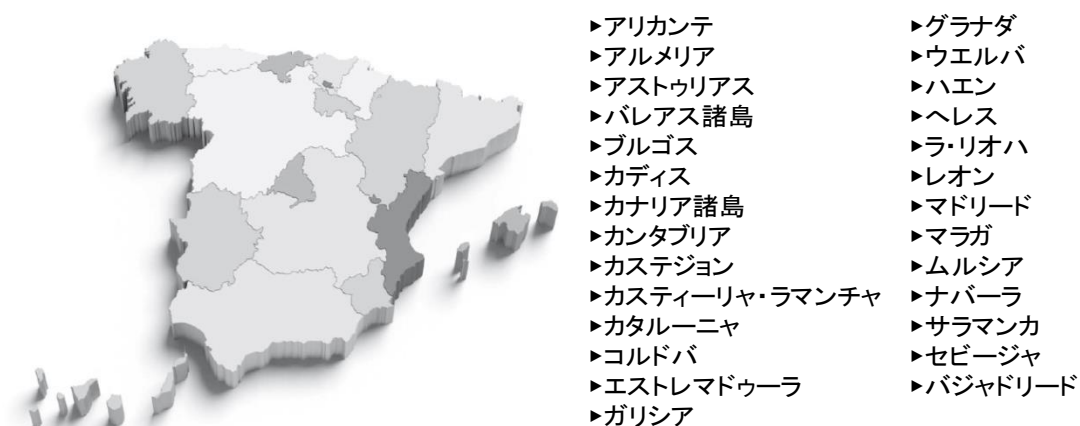 ▶アリカンテ
▶アルメリア
▶アストゥリアス
▶バレアス諸島
▶ブルゴス
▶カディス
▶カナリア諸島
▶カンタブリア
▶カステジョン
▶カスティーリャ・ラマンチャ
▶カタルーニャ
▶コルドバ
▶エストレマドゥーラ
▶ガリシア
▶グラナダ
▶ウエルバ
▶ハエン
▶ヘレス
▶ラ・リオハ
▶レオン
▶マドリード
▶マラガ
▶ムルシア
▶ナバーラ
▶サラマンカ
▶セビージャ
▶バジャドリード